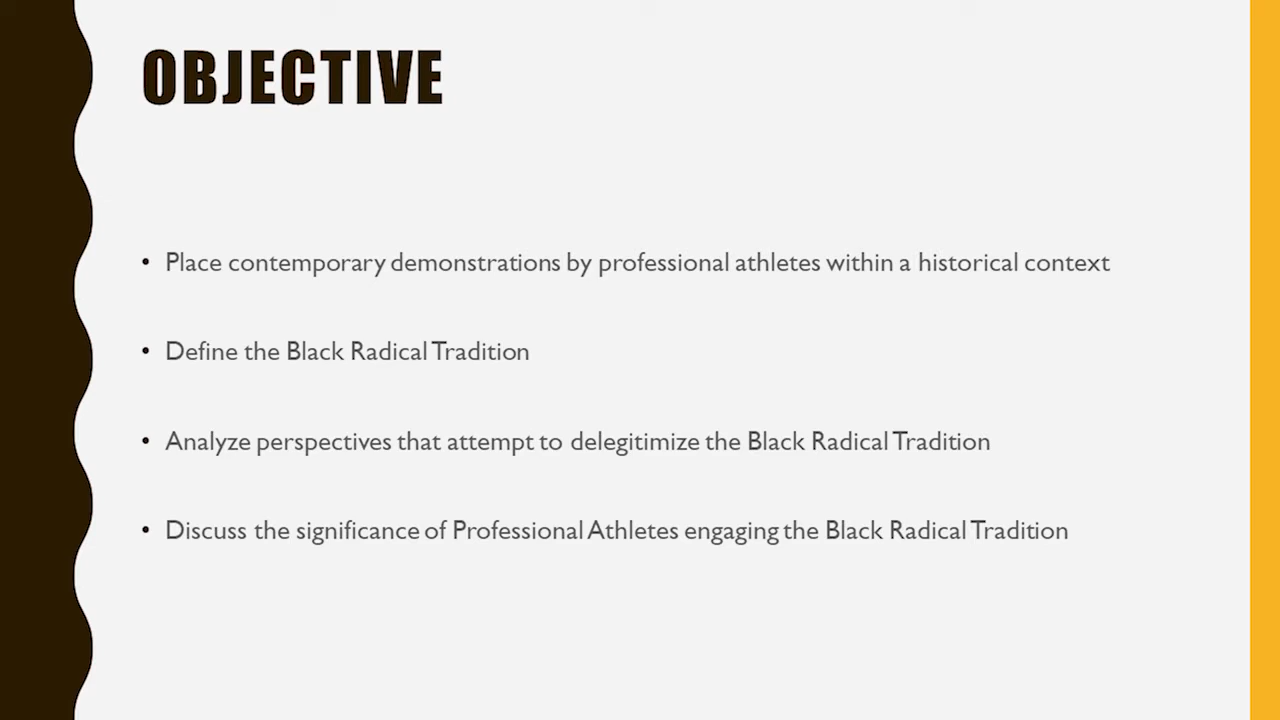 OBJECTIVE
• Place contemporary demonstrations by professional athletes within a historical context
• Define the Black Radical Tradition
• Analyze perspectives that attempt to delegitimize the Black Radical Tradition
• Discuss the significance of Professional Athletes engaging the Black Radical Tradition